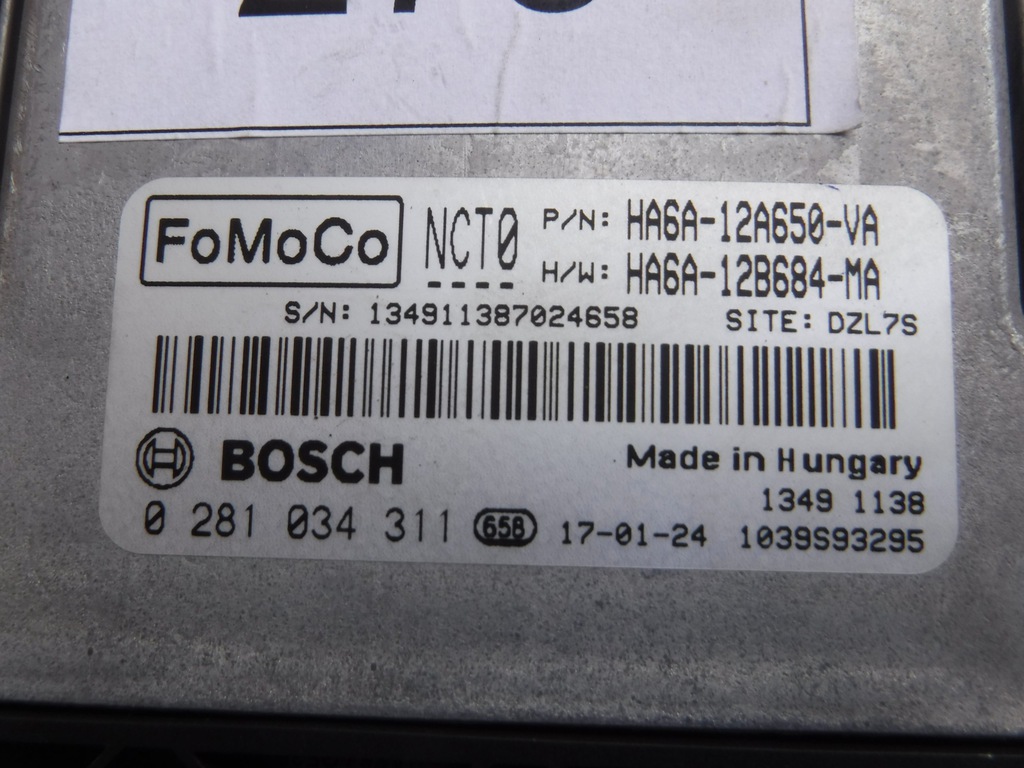 FoMoCo NCT0 P/N: HA6A-12A650-VA
H/W: HA6A-12B684-MA
S/N: 134911387024658 SITE: DZL7S
BOSCH Made in Hungary
1349 1138
0 281 034 311 658 17-01-24 1039S93295